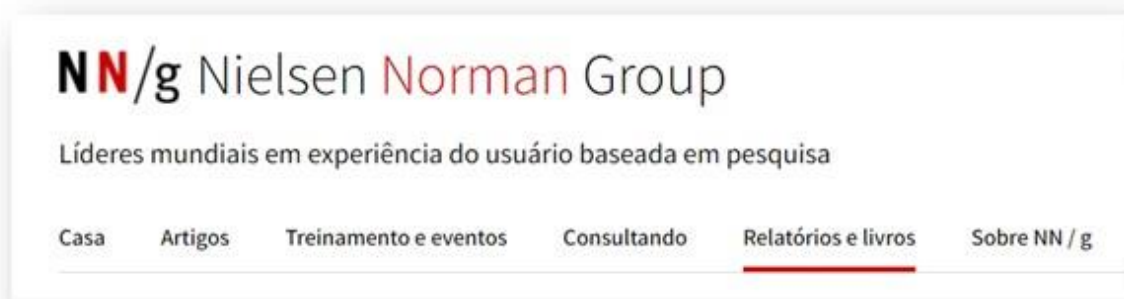 NN/g Nielsen Norman Group
Líderes mundiais em experiência do usuário baseada em pesquisa
Casa Artigos Treinamento e eventos Consultando Relatórios e livros Sobre NN / g